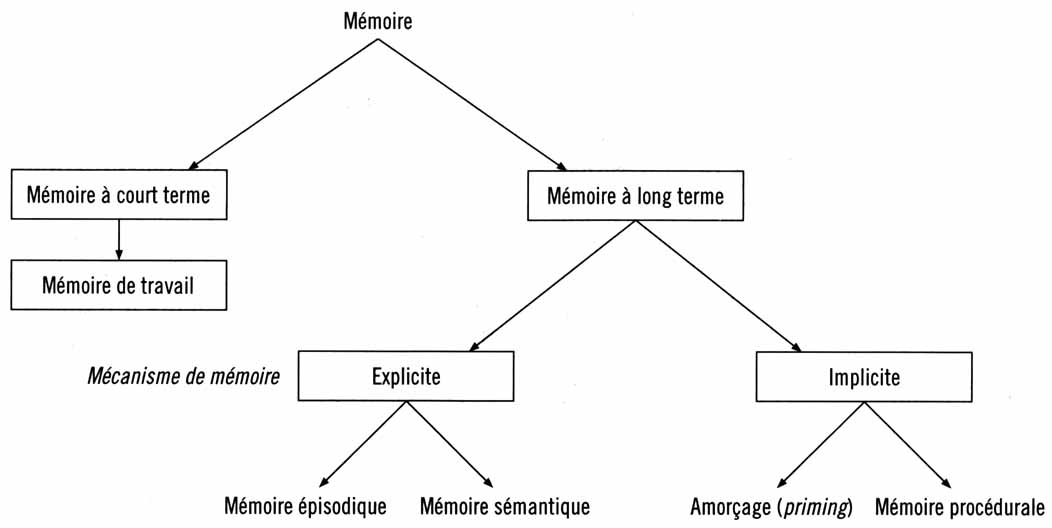 Mémoire
Mémoire à court terme
Mémoire à long terme
Mémoire de travail
Mécanisme de mémoire
Explicite
Implicite
Mémoire épisodique
Mémoire sémantique
Amorçage (priming)
Mémoire procédurale